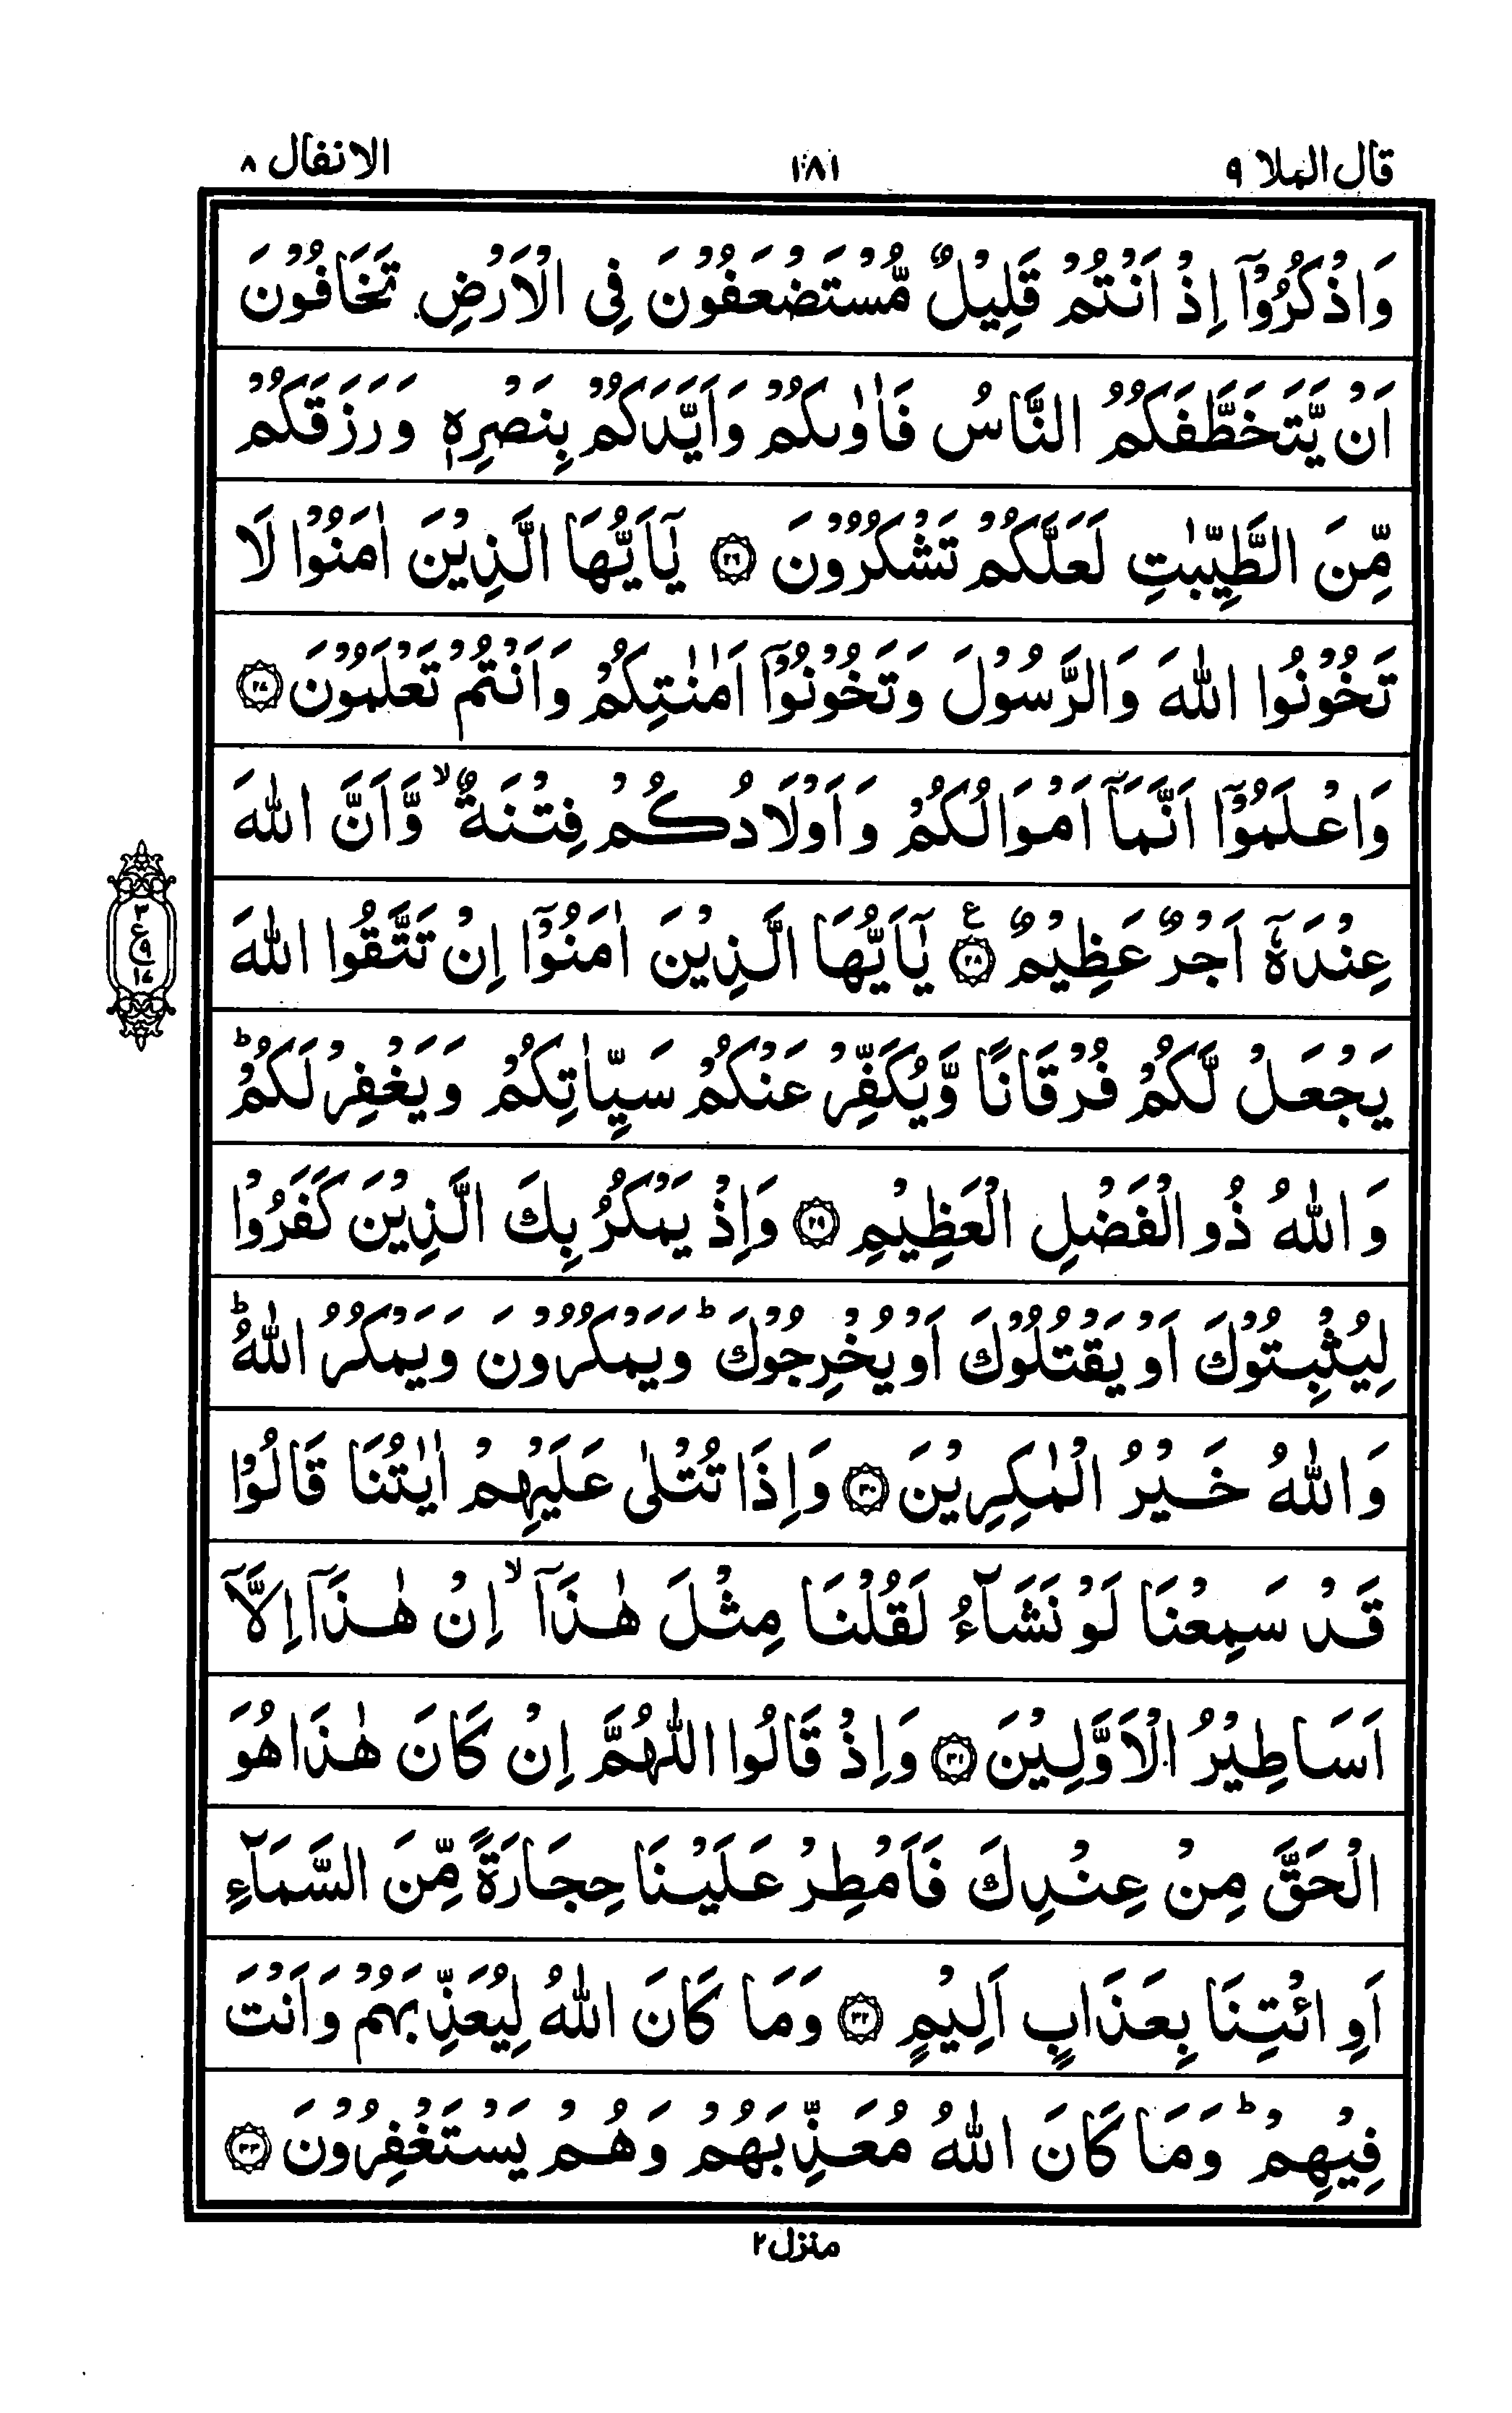 قال الملا ٩
١٨١
الانفال ٨
وَاذْكُرُوْۤا اِذْ اَنْتُمْ قَلِيْلٌ مُّسْتَضْعَفُوْنَ فِي الْاَرْضِ تَخَافُوْنَ
اَنْ يَّتَخَطَّفَكُمُ النَّاسُ فَاٰوٰىكُمْ وَاَيَّدَكُمْ بِنَصْرِهٖ وَرَزَقَكُمْ
مِّنَ الطَّيِّبٰتِ لَعَلَّكُمْ تَشْكُرُوْنَ ۝٢٦ يٰۤاَيُّهَا الَّذِيْنَ اٰمَنُوْا لَا
تَخُوْنُوا اللّٰهَ وَالرَّسُوْلَ وَتَخُوْنُوْۤا اَمٰنٰتِكُمْ وَاَنْتُمْ تَعْلَمُوْنَ ۝٢٧
وَاعْلَمُوْۤا اَنَّمَاۤ اَمْوَالُكُمْ وَاَوْلَادُكُمْ فِتْنَةٌ ۙ وَّاَنَّ اللّٰهَ
عِنْدَهٗۤ اَجْرٌ عَظِيْمٌ ۝٢٨ ع يٰۤاَيُّهَا الَّذِيْنَ اٰمَنُوْۤا اِنْ تَتَّقُوا اللّٰهَ
٣
ع ٩
١٧
يَجْعَلْ لَّكُمْ فُرْقَانًا وَّيُكَفِّرْ عَنْكُمْ سَيِّاٰتِكُمْ وَيَغْفِرْ لَكُمْ ؕ
وَاللّٰهُ ذُو الْفَضْلِ الْعَظِيْمِ ۝٢٩ وَاِذْ يَمْكُرُ بِكَ الَّذِيْنَ كَفَرُوْا
لِيُثْبِتُوْكَ اَوْ يَقْتُلُوْكَ اَوْ يُخْرِجُوْكَ ؕ وَيَمْكُرُوْنَ وَيَمْكُرُ اللّٰهُ ؕ
وَاللّٰهُ خَيْرُ الْمٰكِرِيْنَ ۝٣٠ وَاِذَا تُتْلٰى عَلَيْهِمْ اٰيٰتُنَا قَالُوْا
قَدْ سَمِعْنَا لَوْ نَشَآءُ لَقُلْنَا مِثْلَ هٰذَاۤ ۙ اِنْ هٰذَاۤ اِلَّاۤ
اَسَاطِيْرُ الْاَوَّلِيْنَ ۝٣١ وَاِذْ قَالُوا اللّٰهُمَّ اِنْ كَانَ هٰذَا هُوَ
الْحَقَّ مِنْ عِنْدِكَ فَاَمْطِرْ عَلَيْنَا حِجَارَةً مِّنَ السَّمَآءِ
اَوِ ائْتِنَا بِعَذَابٍ اَلِيْمٍ ۝٣٢ وَمَا كَانَ اللّٰهُ لِيُعَذِّبَهُمْ وَاَنْتَ
فِيْهِمْ ؕ وَمَا كَانَ اللّٰهُ مُعَذِّبَهُمْ وَهُمْ يَسْتَغْفِرُوْنَ ۝٣٣
منزل ٢